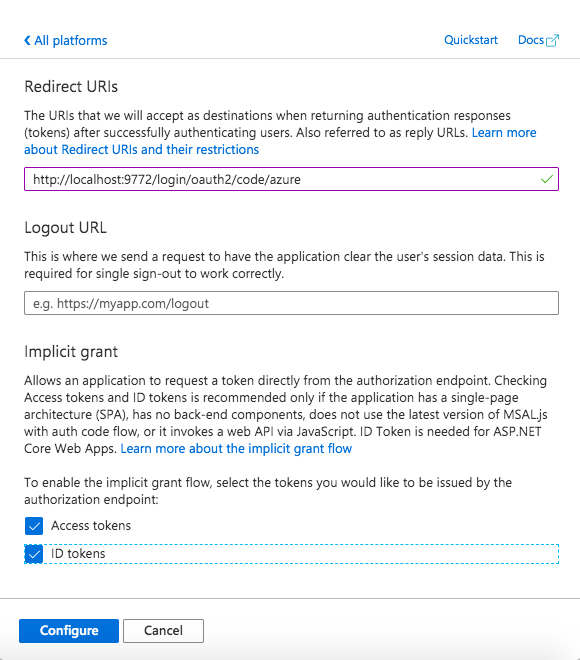 All platforms
Quickstart
Docs
Redirect URIs
The URIs that we will accept as destinations when returning authentication responses
(tokens) after successfully authenticating users. Also referred to as reply URLs. Learn more
about Redirect URIs and their restrictions
http://localhost:9772/login/oauth2/code/azure
Logout URL
This is where we send a request to have the application clear the user's session data. This is
required for single sign-out to work correctly.
e.g. https://myapp.com/logout
Implicit grant
Allows an application to request a token directly from the authorization endpoint. Checking
Access tokens and ID tokens is recommended only if the application has a single-page
architecture (SPA), has no back-end components, does not use the latest version of MSAL.js
with auth code flow, or it invokes a web API via JavaScript. ID Token is needed for ASP.NET
Core Web Apps. Learn more about the implicit grant flow
To enable the implicit grant flow, select the tokens you would like to be issued by the
authorization endpoint:
Access tokens
ID tokens
Configure
Cancel